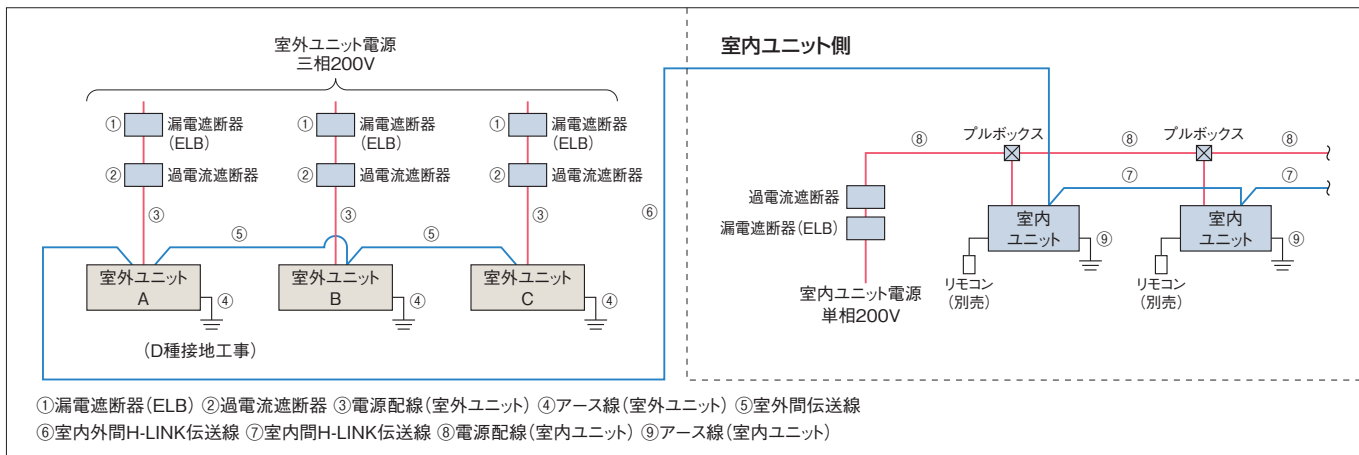 室外ユニット電源
三相200V
① 漏電遮断器
(ELB)
② 過電流遮断器
③
① 漏電遮断器
(ELB)
② 過電流遮断器
③
① 漏電遮断器
(ELB)
② 過電流遮断器
③
⑤
⑤
⑥
室外ユニット
A
④
室外ユニット
B
④
室外ユニット
C
④
(D種接地工事)
室内ユニット側
⑧
プルボックス
⑧
プルボックス
⑧
過電流遮断器
漏電遮断器(ELB)
室内ユニット電源
単相200V
⑦
⑦
室内
ユニット
⑨
リモコン
(別売)
室内
ユニット
⑨
リモコン
(別売)
①漏電遮断器(ELB) ②過電流遮断器 ③電源配線(室外ユニット) ④アース線(室外ユニット) ⑤室外間伝送線
⑥室内外間H-LINK伝送線 ⑦室内間H-LINK伝送線 ⑧電源配線(室内ユニット) ⑨アース線(室内ユニット)